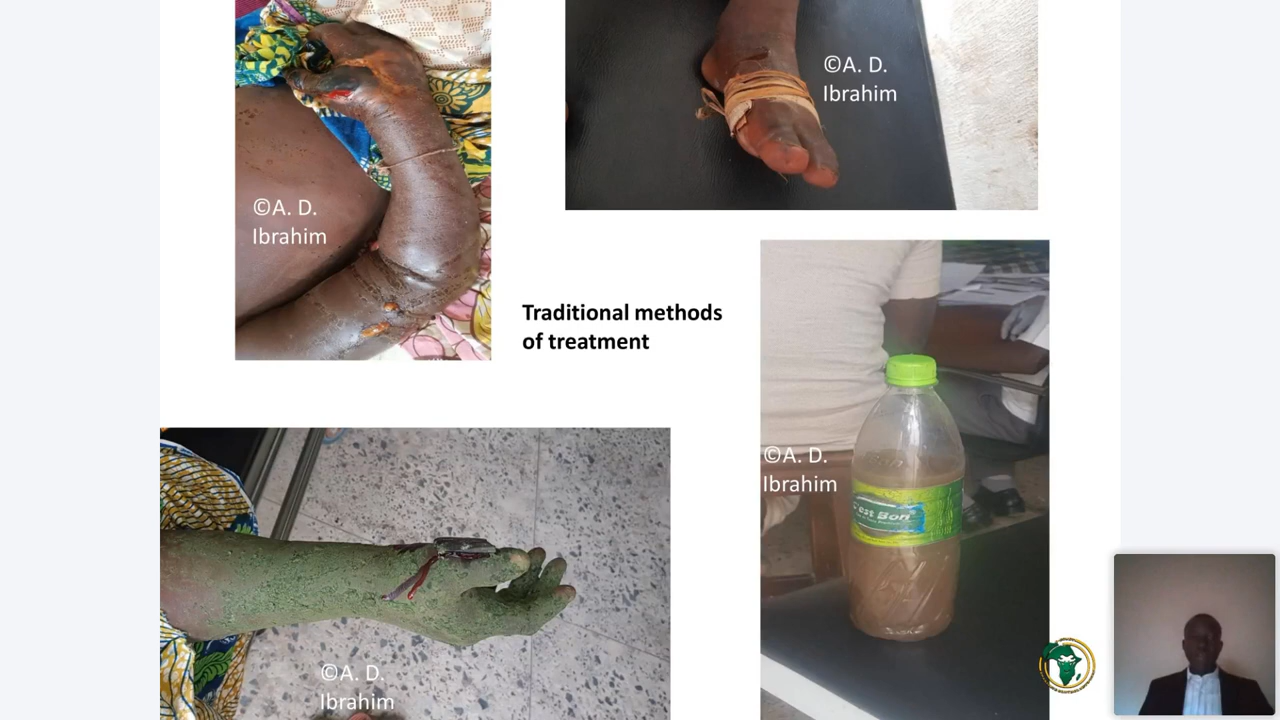 ©A. D.
Ibrahim
©A. D.
Ibrahim
©A. D.
Ibrahim
Traditional methods
of treatment
'est Bon
©A. D.
Ibrahim